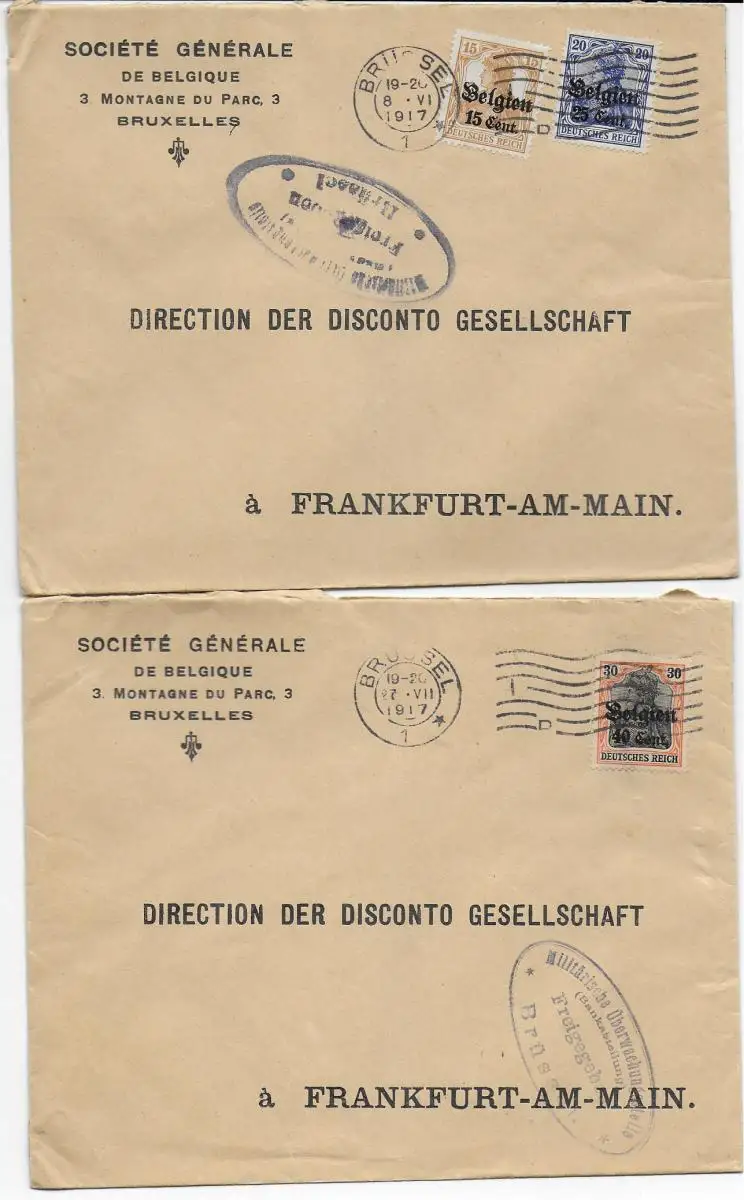 SOCIÉTÉ GÉNÉRALE
DE BELGIQUE
3 MONTAGNE DU PARC, 3
BRUXELLES
BRÜSSEL
19-20
8 · VI
1917
1
15 15
Belgien
15 Cent.
DEUTSCHES REICH
20 20
Belgien
25 Cent.
DEUTSCHES REICH
D
Brüssel
DIRECTION DER DISCONTO GESELLSCHAFT
à FRANKFURT-AM-MAIN.
SOCIÉTÉ GÉNÉRALE
DE BELGIQUE
3. MONTAGNE DU PARC, 3
BRUXELLES
BRÜSSEL
19-20
27 · VII
1917
1
D
30 30
Belgien
40 Cent.
DEUTSCHES REICH
DIRECTION DER DISCONTO GESELLSCHAFT
Militärische Überwachungsstelle
(Bankabteilung)
à FRANKFURT-AM-MAIN.